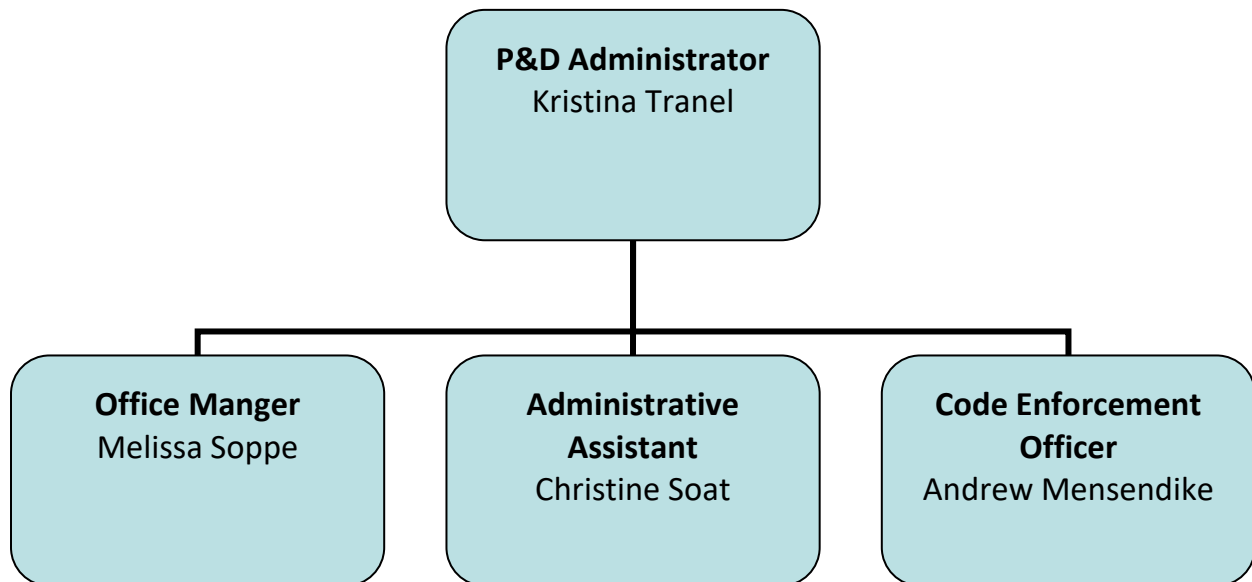 P&D Administrator
Kristina Tranel
Office Manger
Melissa Soppe
Administrative
Assistant
Christine Soat
Code Enforcement
Officer
Andrew Mensendike